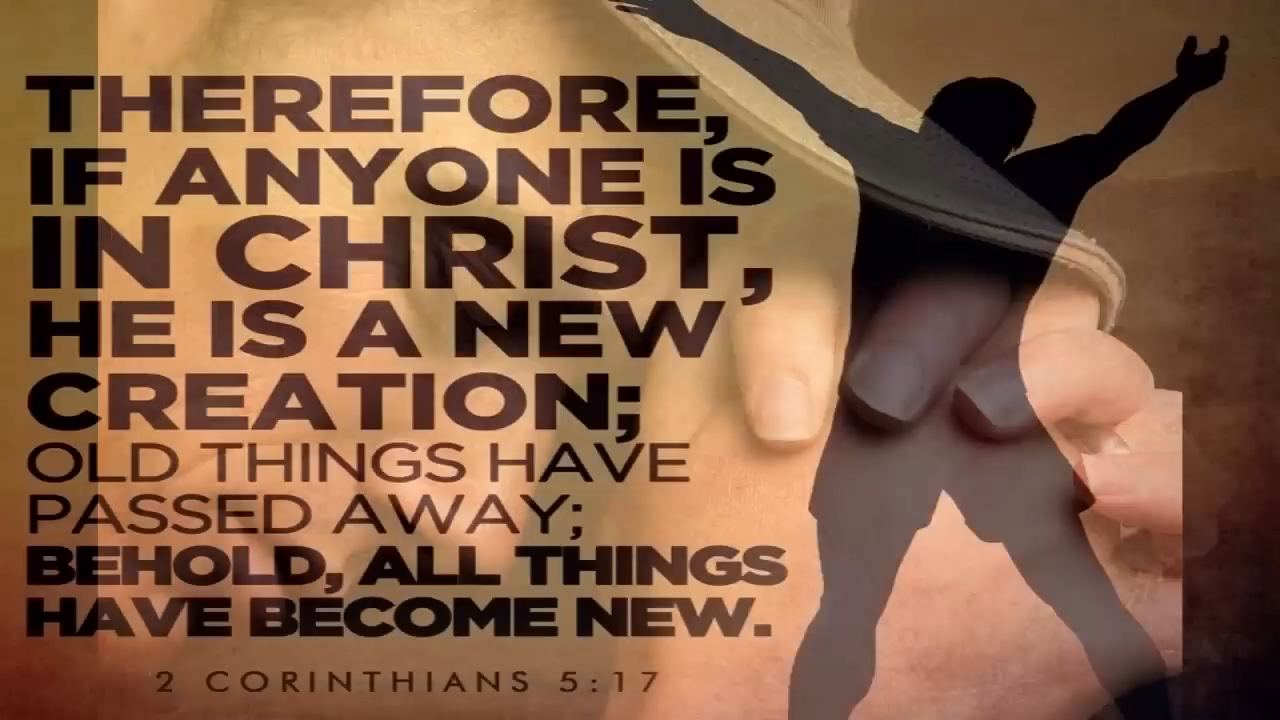 THEREFORE,
IF ANYONE IS
IN CHRIST,
HE IS A NEW
CREATION;
OLD THINGS HAVE
PASSED AWAY;
BEHOLD, ALL THINGS
HAVE BECOME NEW.
2 CORINTHIANS 5:17